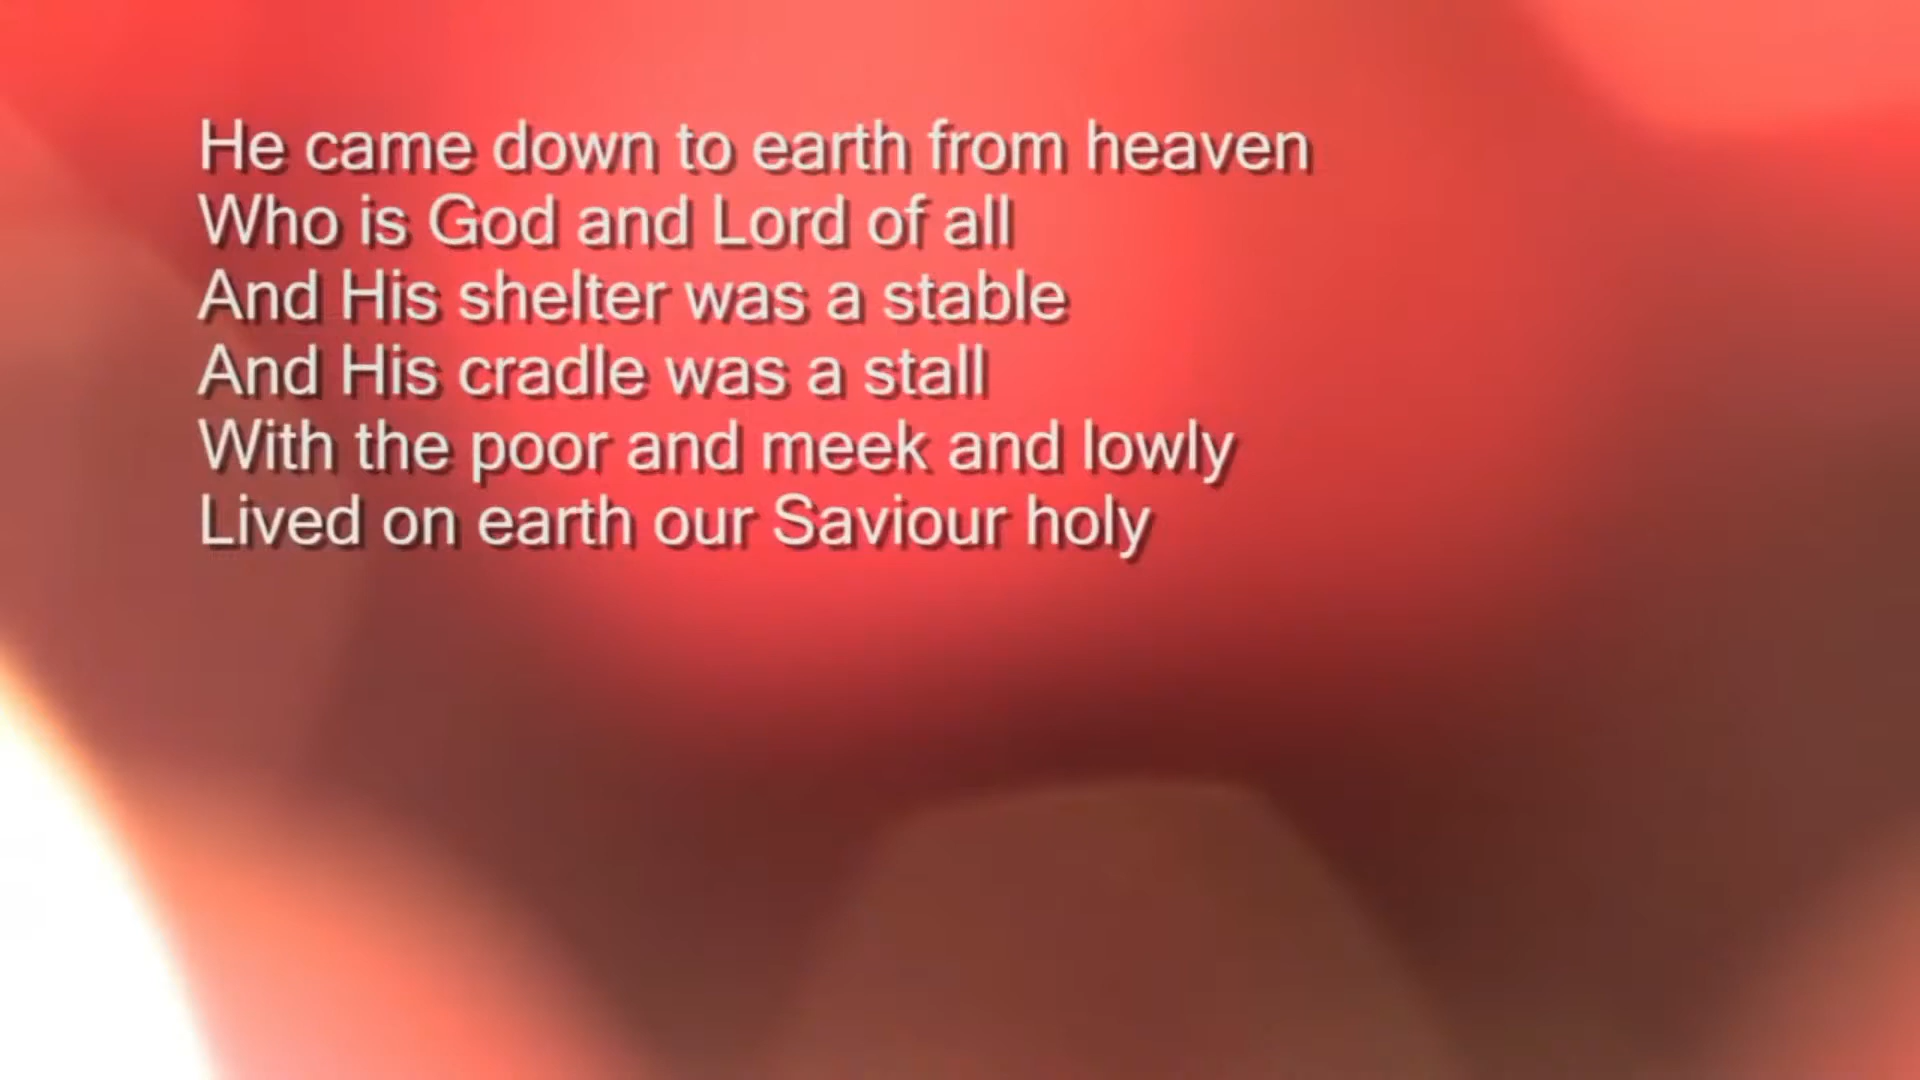 He came down to earth from heaven
Who is God and Lord of all
And His shelter was a stable
And His cradle was a stall
With the poor and meek and lowly
Lived on earth our Saviour holy